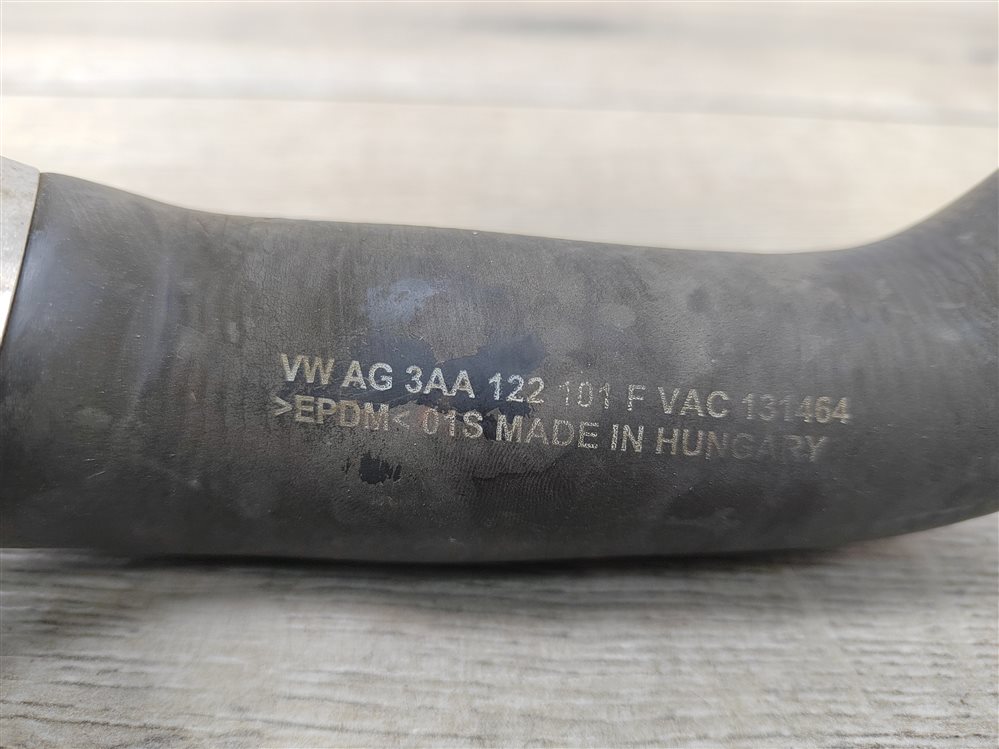 VW AG 3AA 122 101 F VAC 131464
>EPDM< 01S MADE IN HUNGARY